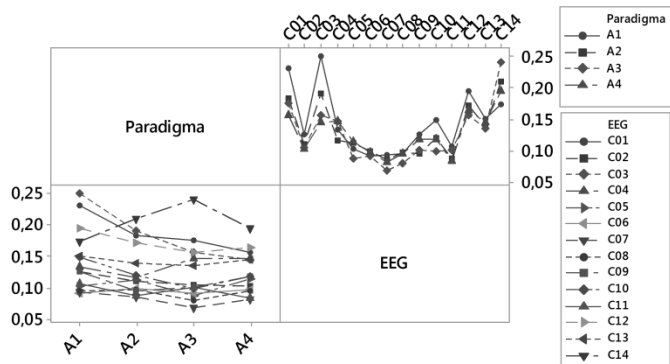 C01 C02 C03 C04 C05 C06 C07 C08 C09 C10 C11 C12 C13 C14
Paradigma
A1
A2
A3
A4
0,25
0,20
0,15
0,10
0,05
Paradigma
EEG
0,25
0,20
0,15
0,10
0,05
A1 A2 A3 A4
EEG
C01
C02
C03
C04
C05
C06
C07
C08
C09
C10
C11
C12
C13
C14